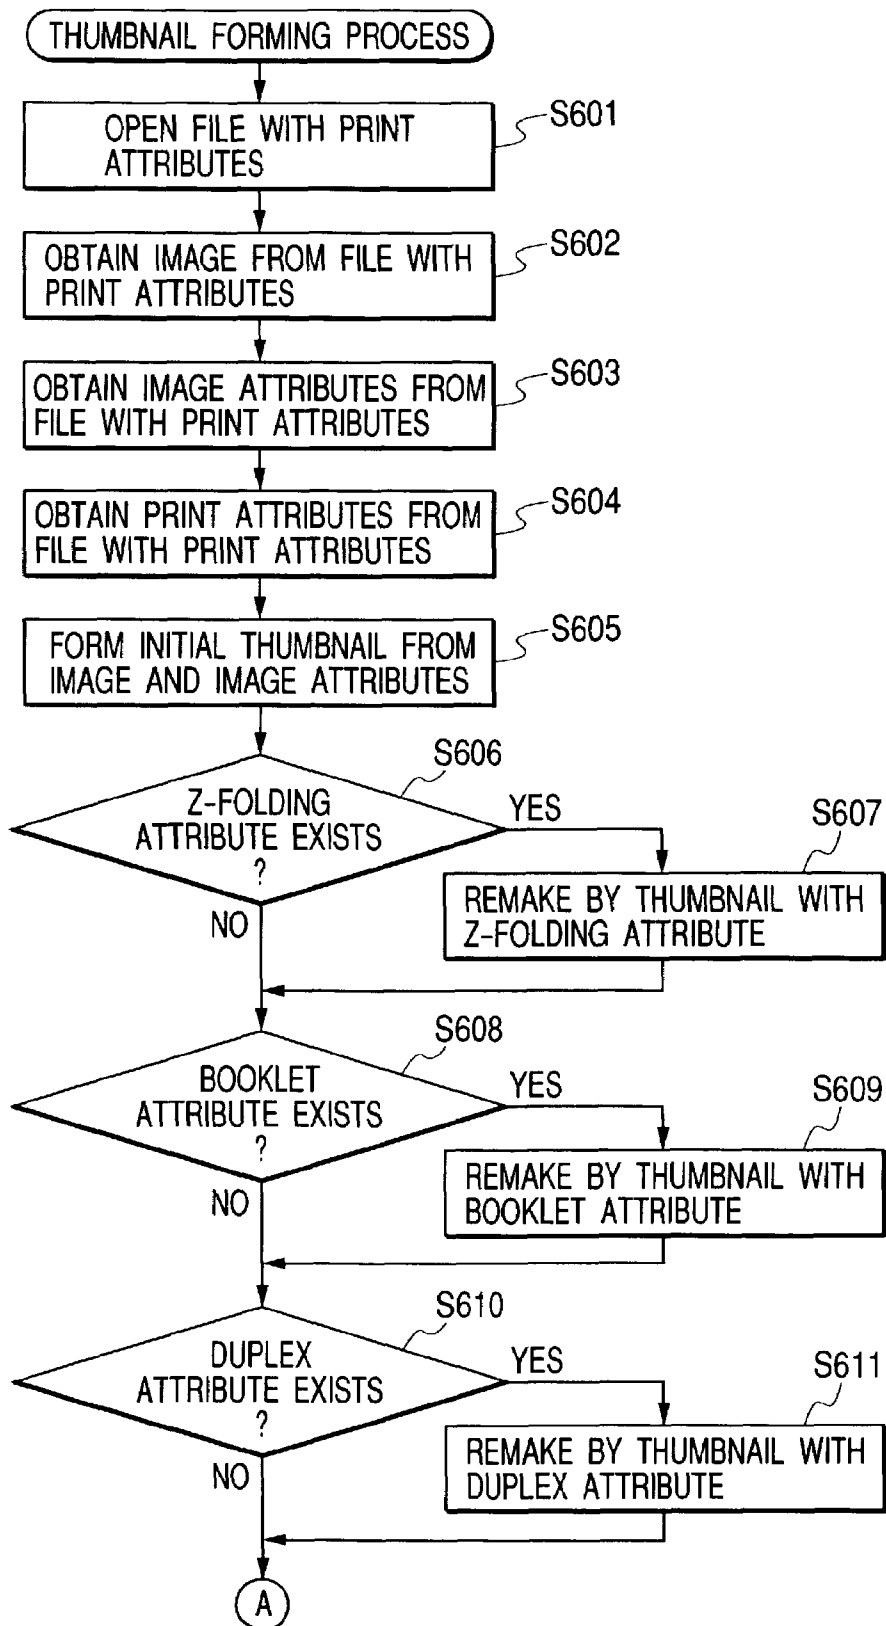 THUMBNAIL FORMING PROCESS
OPEN FILE WITH PRINT
ATTRIBUTES
S601
OBTAIN IMAGE FROM FILE WITH
PRINT ATTRIBUTES
S602
OBTAIN IMAGE ATTRIBUTES FROM
FILE WITH PRINT ATTRIBUTES
S603
OBTAIN PRINT ATTRIBUTES FROM
FILE WITH PRINT ATTRIBUTES
S604
FORM INITIAL THUMBNAIL FROM
IMAGE AND IMAGE ATTRIBUTES
S605
S606
Z-FOLDING
ATTRIBUTE EXISTS
?
YES
NO
S607
REMAKE BY THUMBNAIL WITH
Z-FOLDING ATTRIBUTE
S608
BOOKLET
ATTRIBUTE EXISTS
?
YES
NO
S609
REMAKE BY THUMBNAIL WITH
BOOKLET ATTRIBUTE
S610
DUPLEX
ATTRIBUTE EXISTS
?
YES
NO
S611
REMAKE BY THUMBNAIL WITH
DUPLEX ATTRIBUTE
A